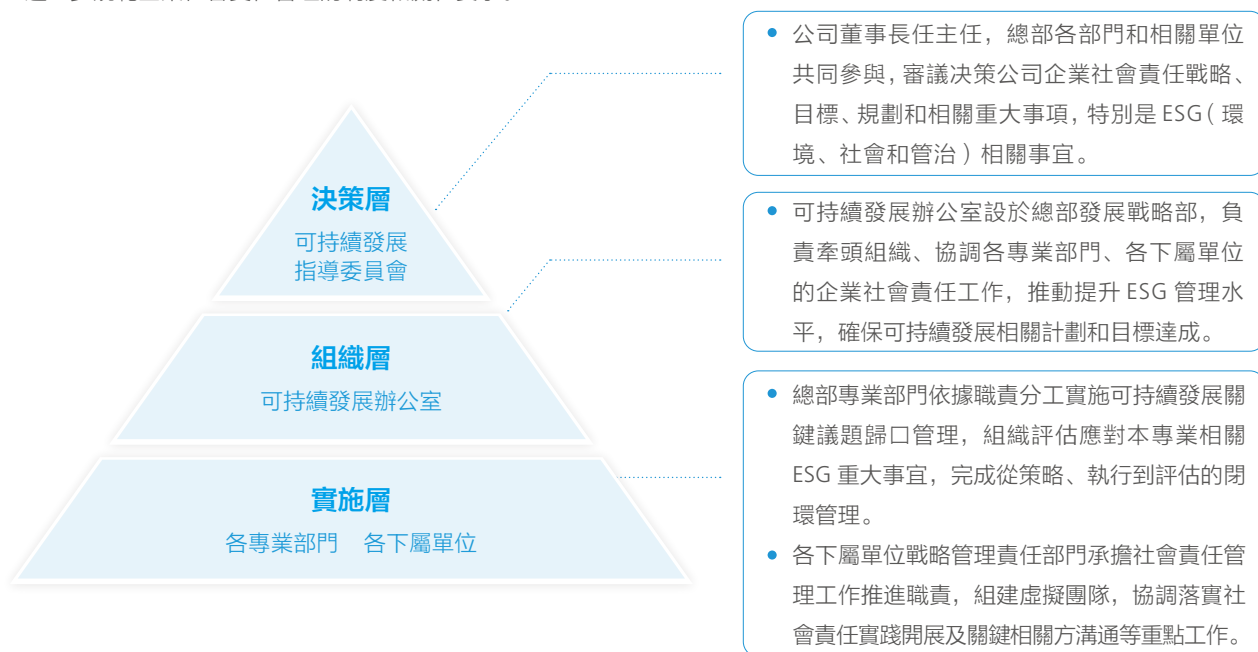 決策層
可持續發展
指導委員會
組織層
可持續發展辦公室
實施層
各專業部門 各下屬單位
• 公司董事長任主任，總部各部門和相關單位
共同參與，審議決策公司企業社會責任戰略、
目標、規劃和相關重大事項，特別是 ESG（環
境、社會和管治）相關事宜。
• 可持續發展辦公室設於總部發展戰略部，負
責牽頭組織、協調各專業部門、各下屬單位
的企業社會責任工作，推動提升 ESG 管理水
平，確保可持續發展相關計劃和目標達成。
• 總部專業部門依據職責分工實施可持續發展關
鍵議題歸口管理，組織評估應對本專業相關
ESG 重大事宜，完成從策略、執行到評估的閉
環管理。
• 各下屬單位戰略管理責任部門承擔社會責任管
理工作推進職責，組建虛擬團隊，協調落實社
會責任實踐開展及關鍵相關方溝通等重點工作。